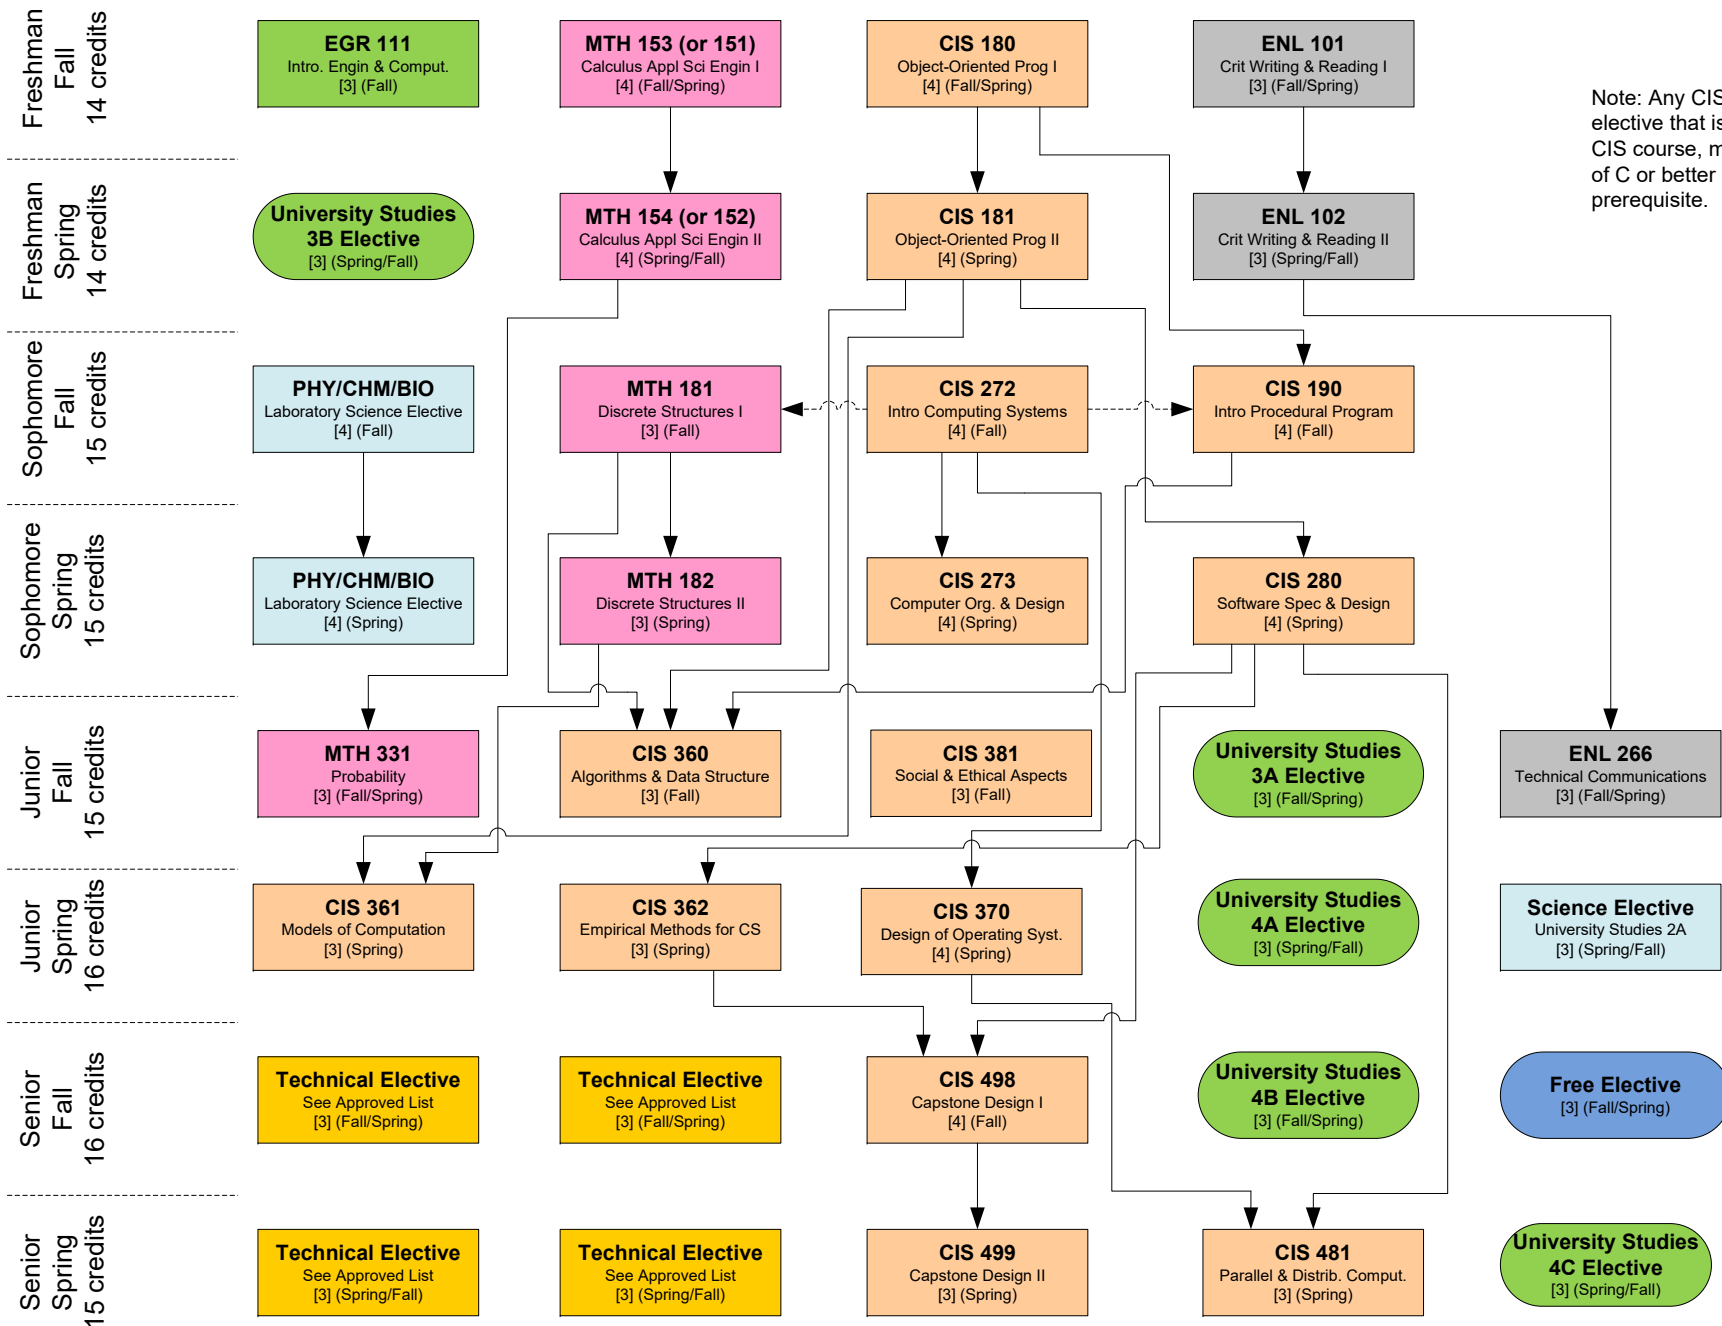 Freshman
Fall
14 credits
EGR 111
Intro. Engin & Comput.
[3] (Fall)
MTH 153 (or 151)
Calculus Appl Sci Engin I
[4] (Fall/Spring)
CIS 180
Object-Oriented Prog I
[4] (Fall/Spring)
ENL 101
Crit Writing & Reading I
[3] (Fall/Spring)
Note: Any CIS
elective that is
CIS course, m
of C or better
prerequisite.
Freshman
Spring
14 credits
University Studies
3B Elective
[3] (Spring/Fall)
MTH 154 (or 152)
Calculus Appl Sci Engin II
[4] (Spring/Fall)
CIS 181
Object-Oriented Prog II
[4] (Spring)
ENL 102
Crit Writing & Reading II
[3] (Spring/Fall)
Sophomore
Fall
15 credits
PHY/CHM/BIO
Laboratory Science Elective
[4] (Fall)
MTH 181
Discrete Structures I
[3] (Fall)
CIS 272
Intro Computing Systems
[4] (Fall)
CIS 190
Intro Procedural Program
[4] (Fall)
Sophomore
Spring
15 credits
PHY/CHM/BIO
Laboratory Science Elective
[4] (Spring)
MTH 182
Discrete Structures II
[3] (Spring)
CIS 273
Computer Org. & Design
[4] (Spring)
CIS 280
Software Spec & Design
[4] (Spring)
Junior
Fall
15 credits
MTH 331
Probability
[3] (Fall/Spring)
CIS 360
Algorithms & Data Structure
[3] (Fall)
CIS 381
Social & Ethical Aspects
[3] (Fall)
University Studies
3A Elective
[3] (Fall/Spring)
ENL 266
Technical Communications
[3] (Fall/Spring)
Junior
Spring
16 credits
CIS 361
Models of Computation
[3] (Spring)
CIS 362
Empirical Methods for CS
[3] (Spring)
CIS 370
Design of Operating Syst.
[4] (Spring)
University Studies
4A Elective
[3] (Spring/Fall)
Science Elective
University Studies 2A
[3] (Spring/Fall)
Senior
Fall
16 credits
Technical Elective
See Approved List
[3] (Fall/Spring)
Technical Elective
See Approved List
[3] (Fall/Spring)
CIS 498
Capstone Design I
[4] (Fall)
University Studies
4B Elective
[3] (Fall/Spring)
Free Elective
[3] (Fall/Spring)
Senior
Spring
15 credits
Technical Elective
See Approved List
[3] (Spring/Fall)
Technical Elective
See Approved List
[3] (Spring/Fall)
CIS 499
Capstone Design II
[3] (Spring)
CIS 481
Parallel & Distrib. Comput.
[3] (Spring)
University Studies
4C Elective
[3] (Spring/Fall)